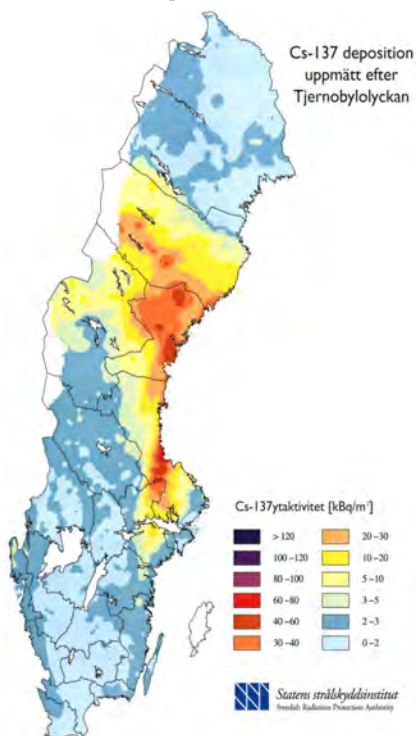 Cs-137 deposition
uppmätt efter
Tjernobylolyckan
Cs-137ytaktivitet [kBq/m²]
> 120
20 – 30
100 –120
10 –20
80 –100
5 –10
60 – 80
3 – 5
40 – 60
2 – 3
30 – 40
0 – 2
Statens strålskyddsinstitut
Swedish Radiation Protection Authority